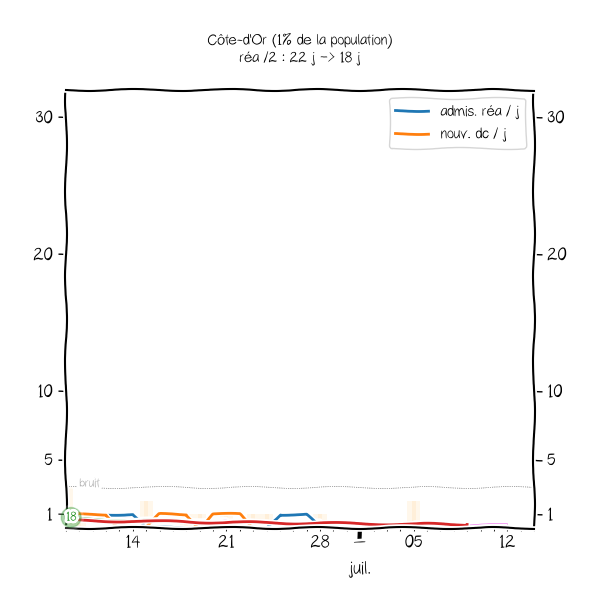 Côte-d'Or (1% de la population)
réa /2 : 22 j -> 18 j
admis. réa / j
nouv. dc / j
30
30
20
20
10
10
5
5
bruit
1
18
1
14
21
28
1
05
12
juil.